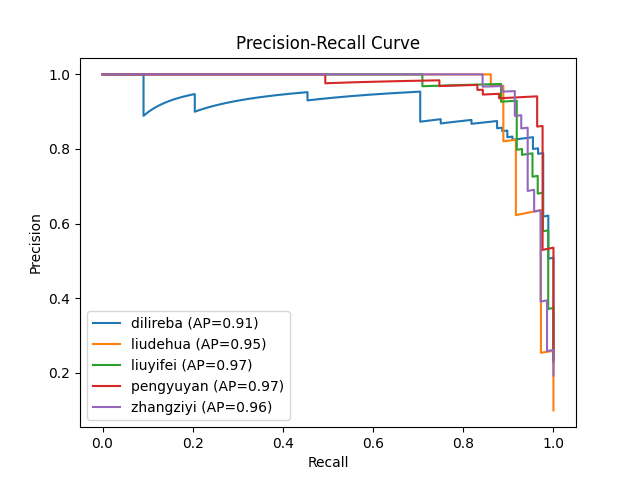 Precision-Recall Curve
Precision
1.0
0.8
0.6
0.4
0.2
dilireba (AP=0.91)
liudehua (AP=0.95)
liuyifei (AP=0.97)
pengyuyan (AP=0.97)
zhangziyi (AP=0.96)
0.0 0.2 0.4 0.6 0.8 1.0
Recall